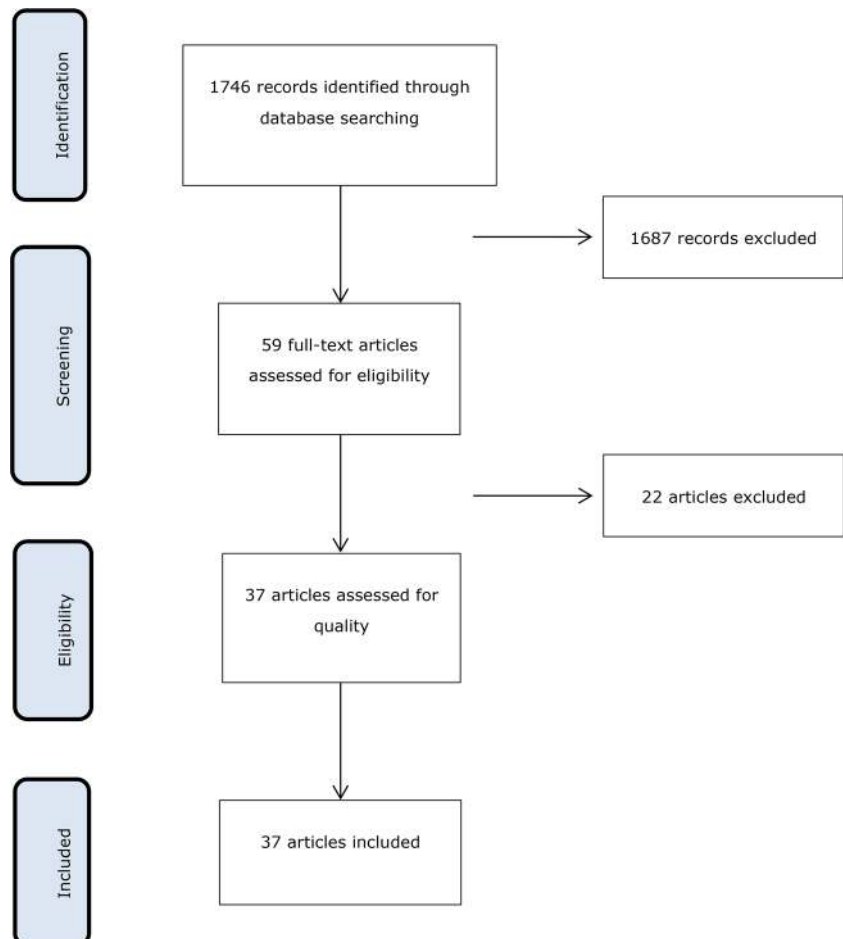 Identification
1746 records identified through
database searching
1687 records excluded
Screening
59 full-text articles
assessed for eligibility
22 articles excluded
Eligibility
37 articles assessed for
quality
Included
37 articles included